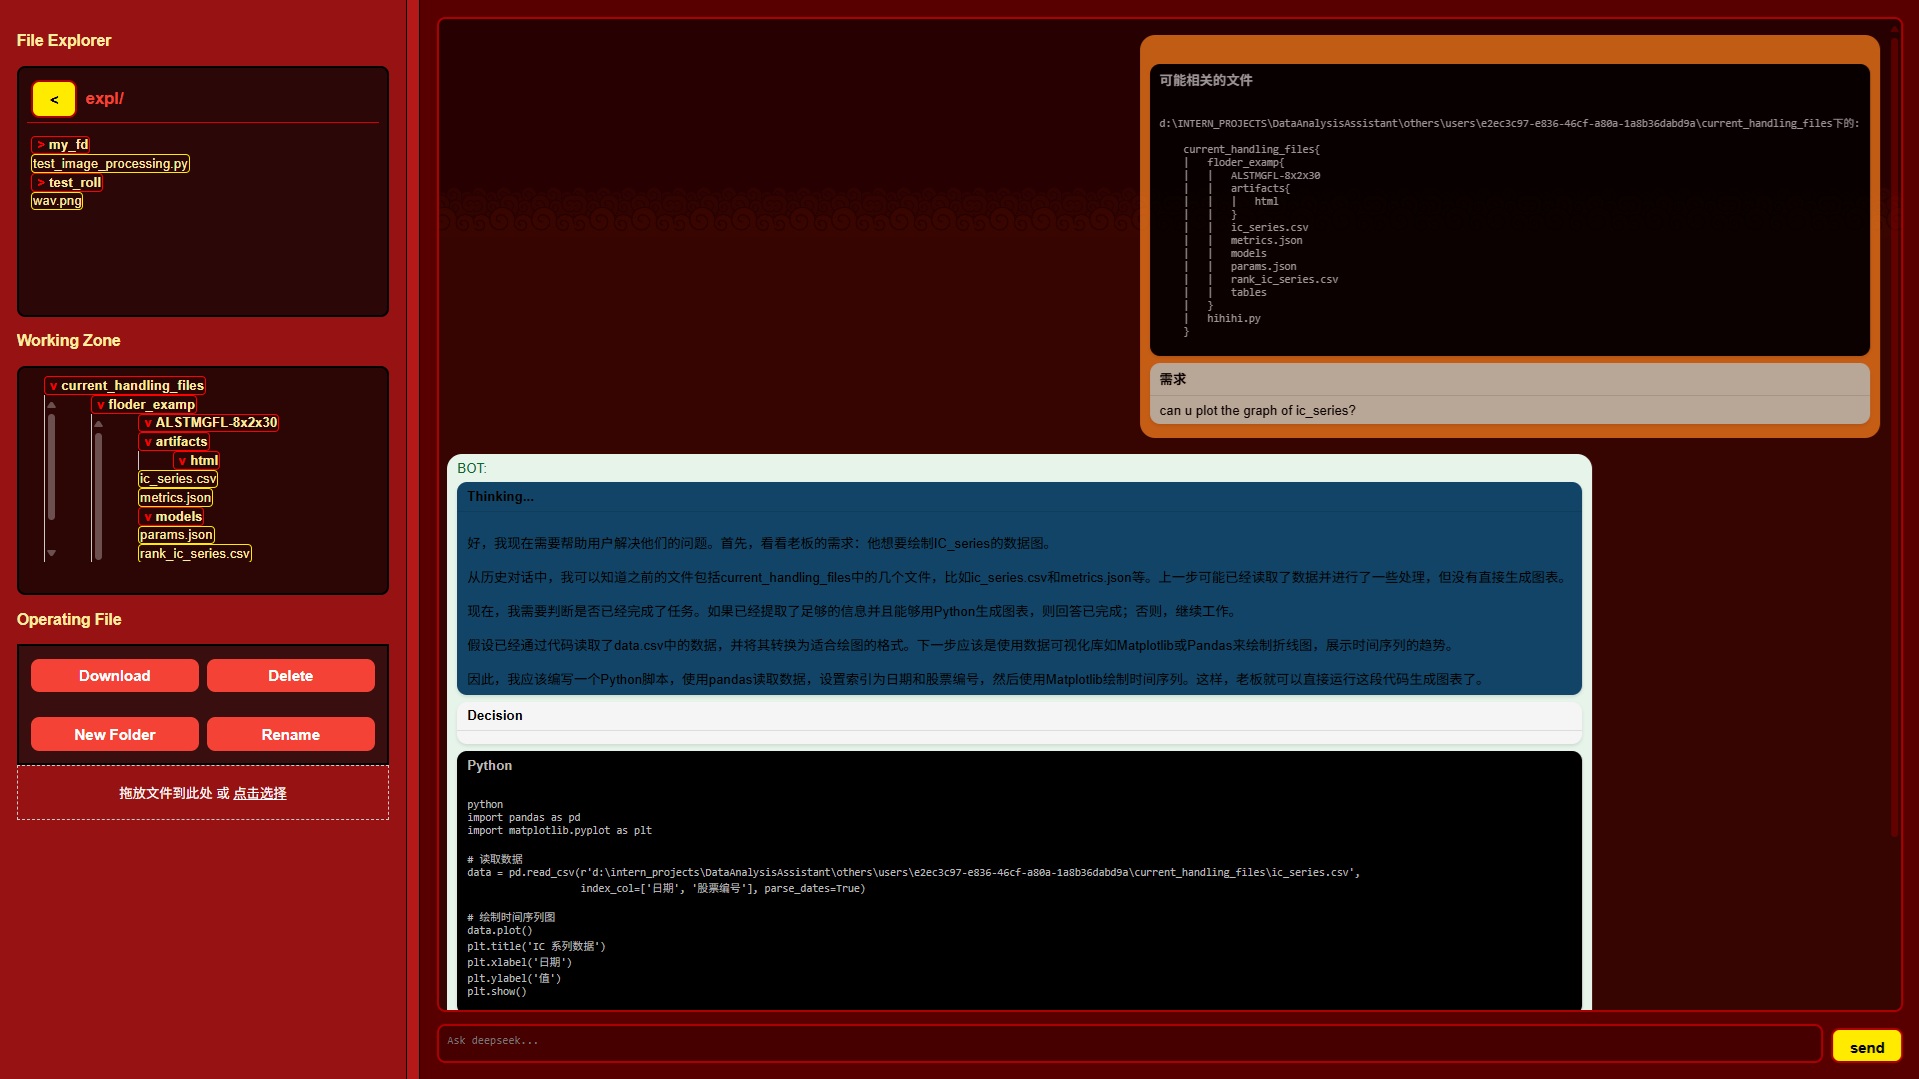 File Explorer
<
expl/
> my_fd
test_image_processing.py
> test_roll
wav.png
Working Zone
v current_handling_files
v floder_examp
v ALSTMGFL-8x2x30
v artifacts
v html
ic_series.csv
metrics.json
v models
params.json
rank_ic_series.csv
Operating File
Download
Delete
New Folder
Rename
拖放文件到此处 或 点击选择
可能相关的文件
d:\INTERN_PROJECTS\DataAnalysisAssistant\others\users\e2ec3c97-e836-46cf-a80a-1a8b36dabd9a\current_handling_files下的:
current_handling_files{
|   floder_examp{
|   |   ALSTMGFL-8x2x30
|   |   artifacts{
|   |   |   html
|   |   }
|   |   ic_series.csv
|   |   metrics.json
|   |   models
|   |   params.json
|   |   rank_ic_series.csv
|   |   tables
|   }
|   hihihi.py
}
需求
can u plot the graph of ic_series?
BOT:
Thinking...
好，我现在需要帮助用户解决他们的问题。首先，看看老板的需求：他想要绘制IC_series的数据图。
从历史对话中，我可以知道之前的文件包括current_handling_files中的几个文件，比如ic_series.csv和metrics.json等。上一步可能已经读取了数据并进行了一些处理，但没有直接生成图表。
现在，我需要判断是否已经完成了任务。如果已经提取了足够的信息并且能够用Python生成图表，则回答已完成；否则，继续工作。
假设已经通过代码读取了data.csv中的数据，并将其转换为适合绘图的格式。下一步应该是使用数据可视化库如Matplotlib或Pandas来绘制折线图，展示时间序列的趋势。
因此，我应该编写一个Python脚本，使用pandas读取数据，设置索引为日期和股票编号，然后使用Matplotlib绘制时间序列。这样，老板就可以直接运行这段代码生成图表了。
Decision
Python
python
import pandas as pd
import matplotlib.pyplot as plt
# 读取数据
data = pd.read_csv(r'd:\intern_projects\DataAnalysisAssistant\others\users\e2ec3c97-e836-46cf-a80a-1a8b36dabd9a\current_handling_files\ic_series.csv',
index_col=['日期', '股票编号'], parse_dates=True)
# 绘制时间序列图
data.plot()
plt.title('IC 系列数据')
plt.xlabel('日期')
plt.ylabel('值')
plt.show()
Ask deepseek...
send